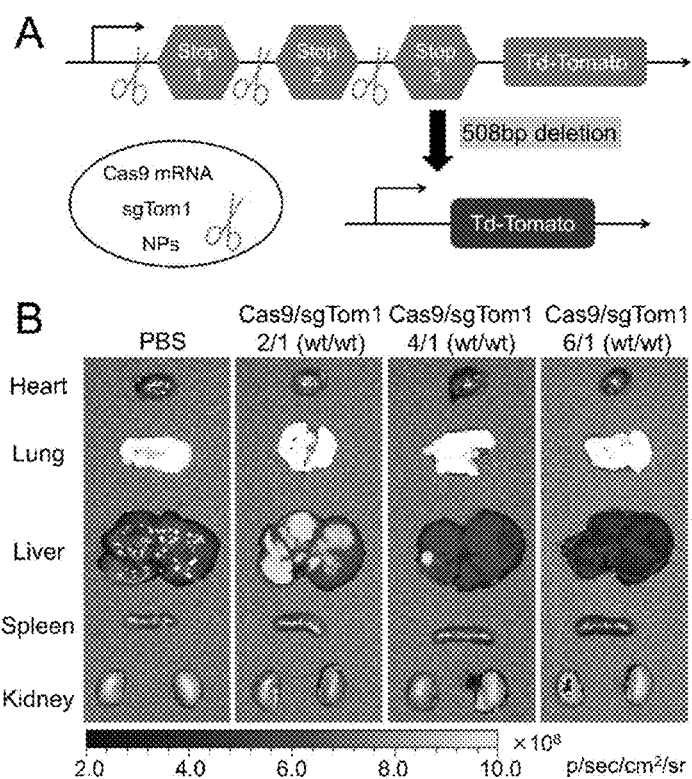 A
Stop 1
Stop 2
Stop 3
Td-Tomato
508bp deletion
Cas9 mRNA
sgTom1
NPs
Td-Tomato
B
PBS
Cas9/sgTom1
2/1 (wt/wt)
Cas9/sgTom1
4/1 (wt/wt)
Cas9/sgTom1
6/1 (wt/wt)
Heart
Lung
Liver
Spleen
Kidney
×10⁸
2.0 4.0 6.0 8.0 10.0 p/sec/cm²/sr